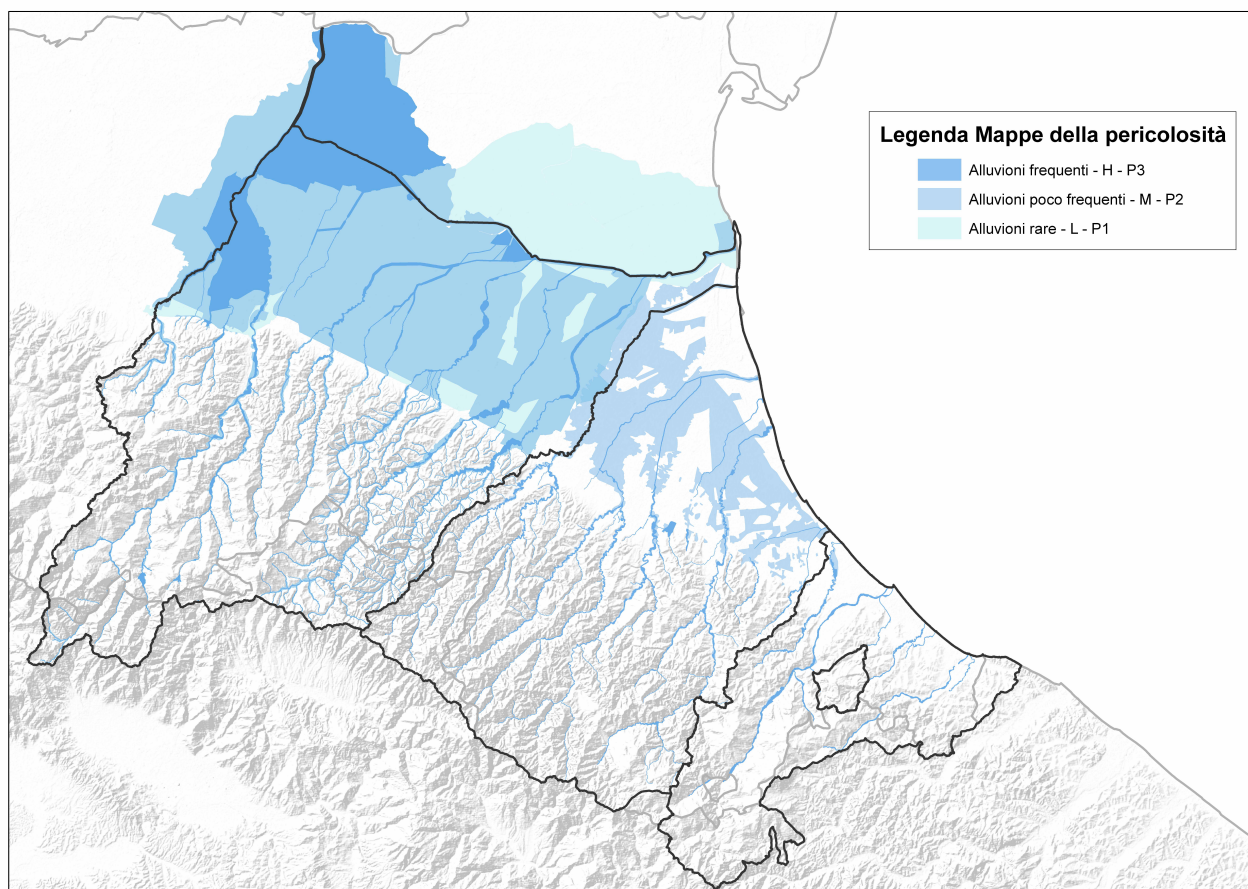 Legenda Mappe della pericolosità
Alluvioni frequenti - H - P3
Alluvioni poco frequenti - M - P2
Alluvioni rare - L - P1